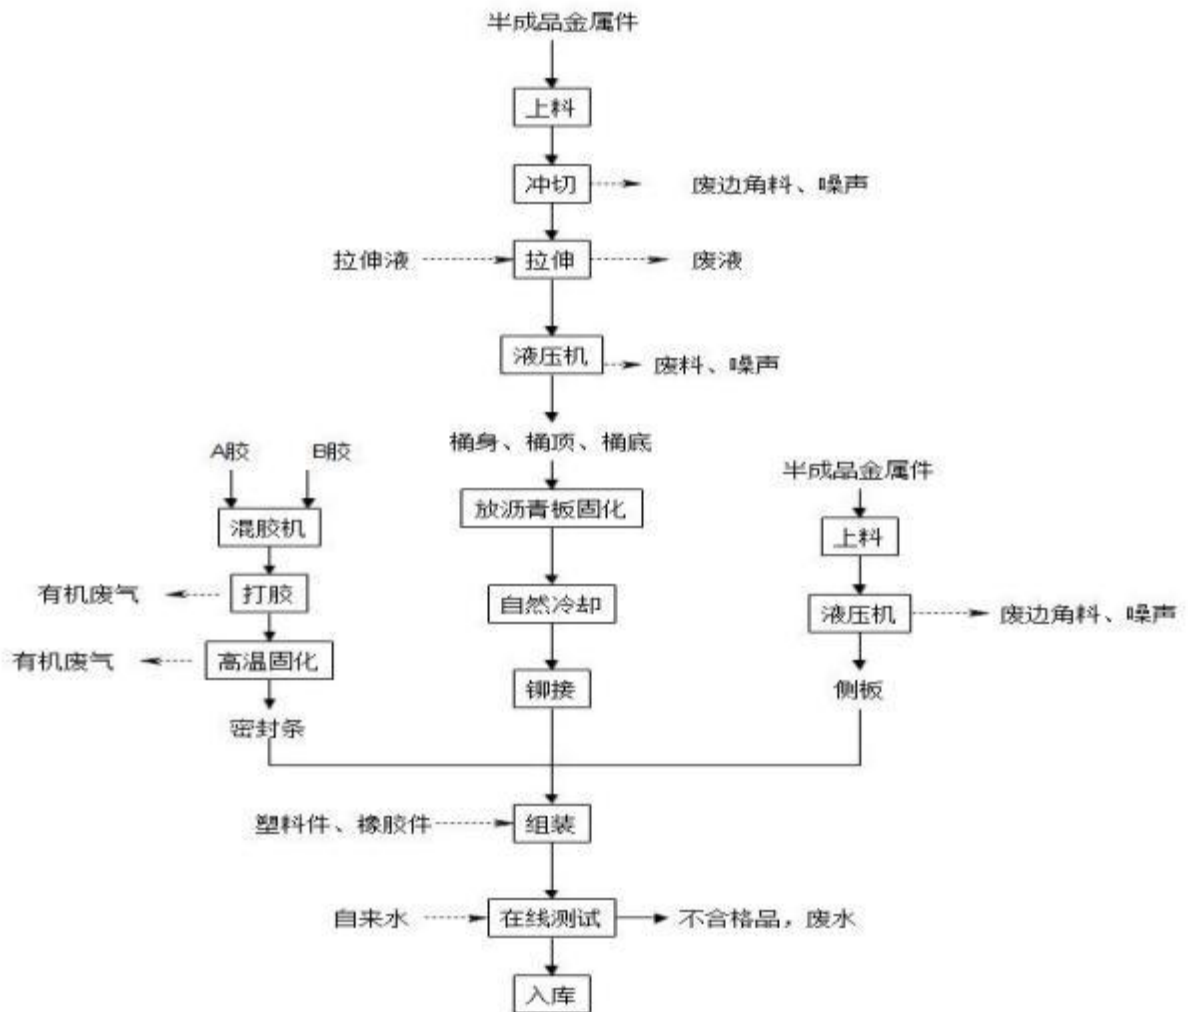 半成品金属件
上料
冲切
废边角料、噪声
拉伸液
拉伸
废液
液压机
废料、噪声
桶身、桶顶、桶底
A胶
B胶
半成品金属件
放沥青板固化
混胶机
上料
有机废气
打胶
自然冷却
液压机
废边角料、噪声
有机废气
高温固化
铆接
侧板
密封条
塑料件、橡胶件
组装
自来水
在线测试
不合格品，废水
入库